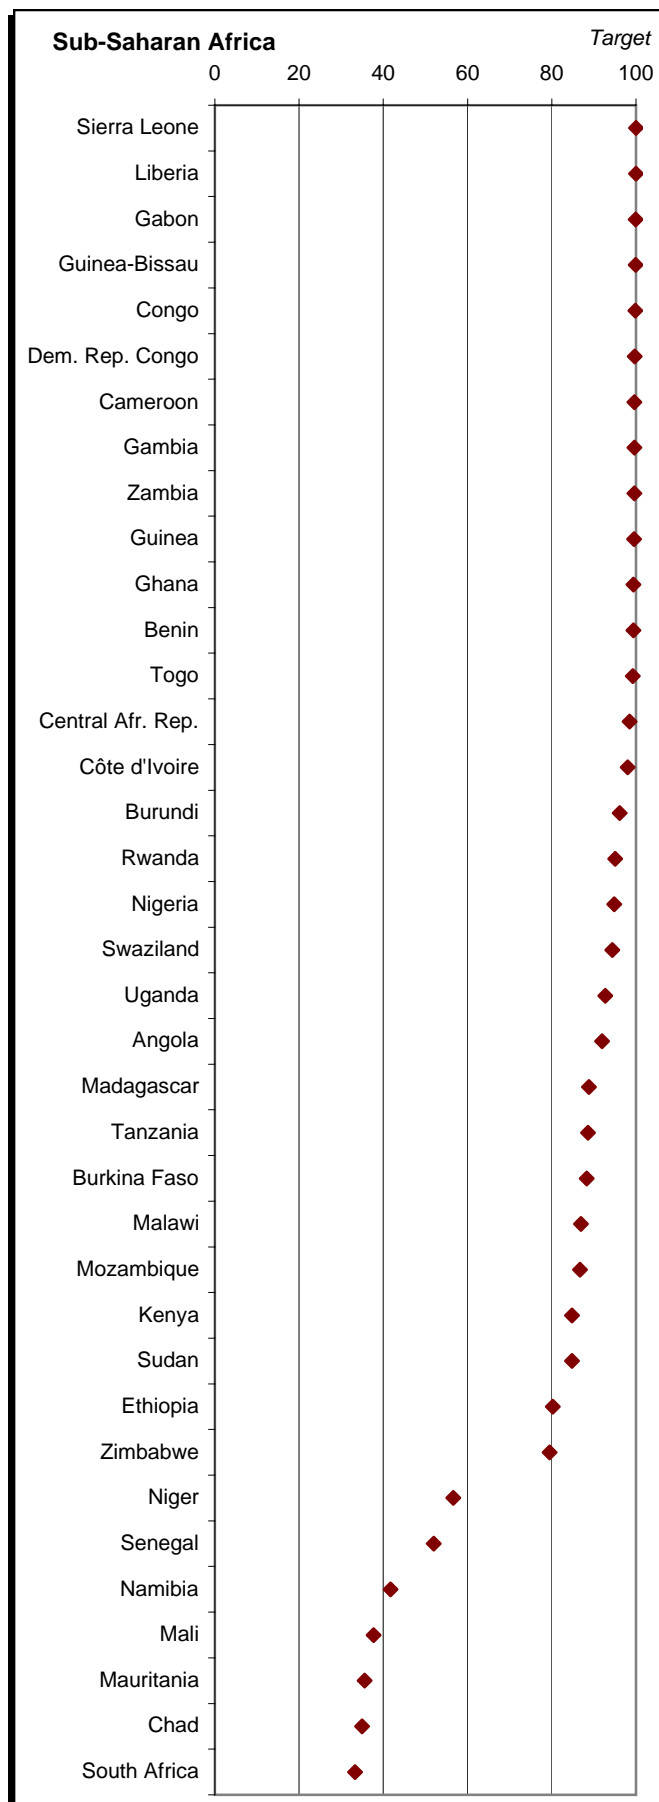 Sub-Saharan Africa
Target
0 20 40 60 80 100
Sierra Leone
Liberia
Gabon
Guinea-Bissau
Congo
Dem. Rep. Congo
Cameroon
Gambia
Zambia
Guinea
Ghana
Benin
Togo
Central Afr. Rep.
Côte d'Ivoire
Burundi
Rwanda
Nigeria
Swaziland
Uganda
Angola
Madagascar
Tanzania
Burkina Faso
Malawi
Mozambique
Kenya
Sudan
Ethiopia
Zimbabwe
Niger
Senegal
Namibia
Mali
Mauritania
Chad
South Africa